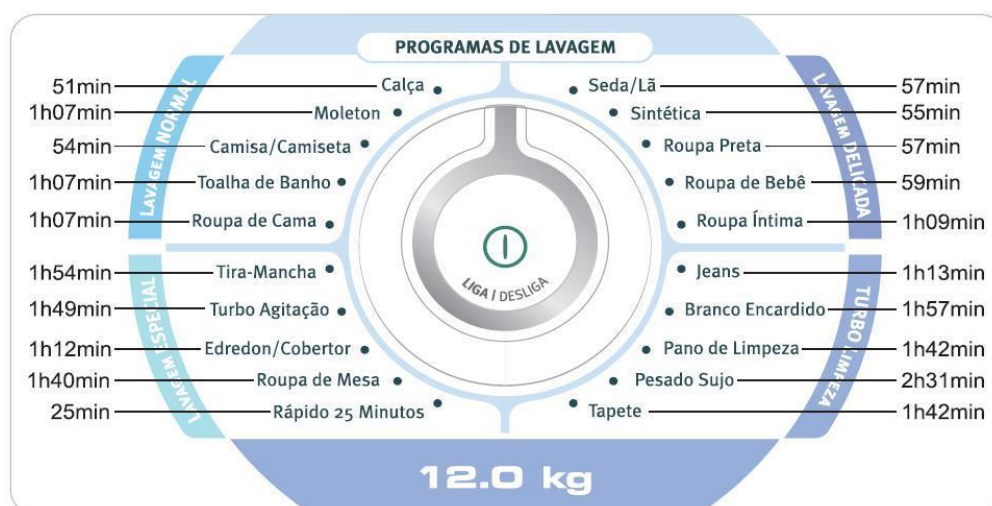 PROGRAMAS DE LAVAGEM
LAVAGEM NORMAL
51min Calça
1h07min Moleton
54min Camisa/Camiseta
1h07min Toalha de Banho
1h07min Roupa de Cama
LAVAGEM DELICADA
Seda/Lã 57min
Sintética 55min
Roupa Preta 57min
Roupa de Bebê 59min
Roupa Íntima 1h09min
LIGA | DESLIGA
LAVAGEM ESPECIAL
1h54min Tira-Mancha
1h49min Turbo Agitação
1h12min Edredon/Cobertor
1h40min Roupa de Mesa
25min Rápido 25 Minutos
TURBO LIMPEZA
Jeans 1h13min
Branco Encardido 1h57min
Pano de Limpeza 1h42min
Pesado Sujo 2h31min
Tapete 1h42min
12.0 kg